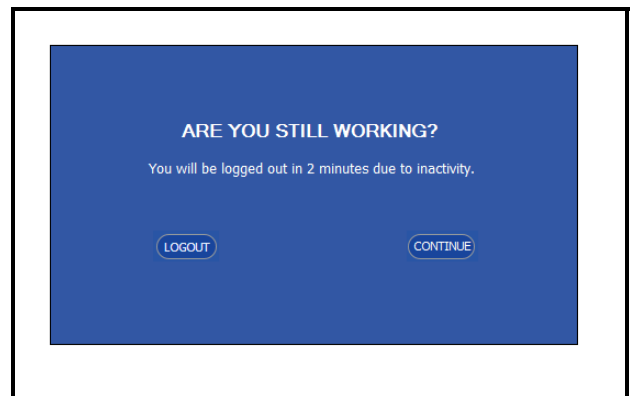 ARE YOU STILL WORKING?
You will be logged out in 2 minutes due to inactivity.
LOGOUT
CONTINUE